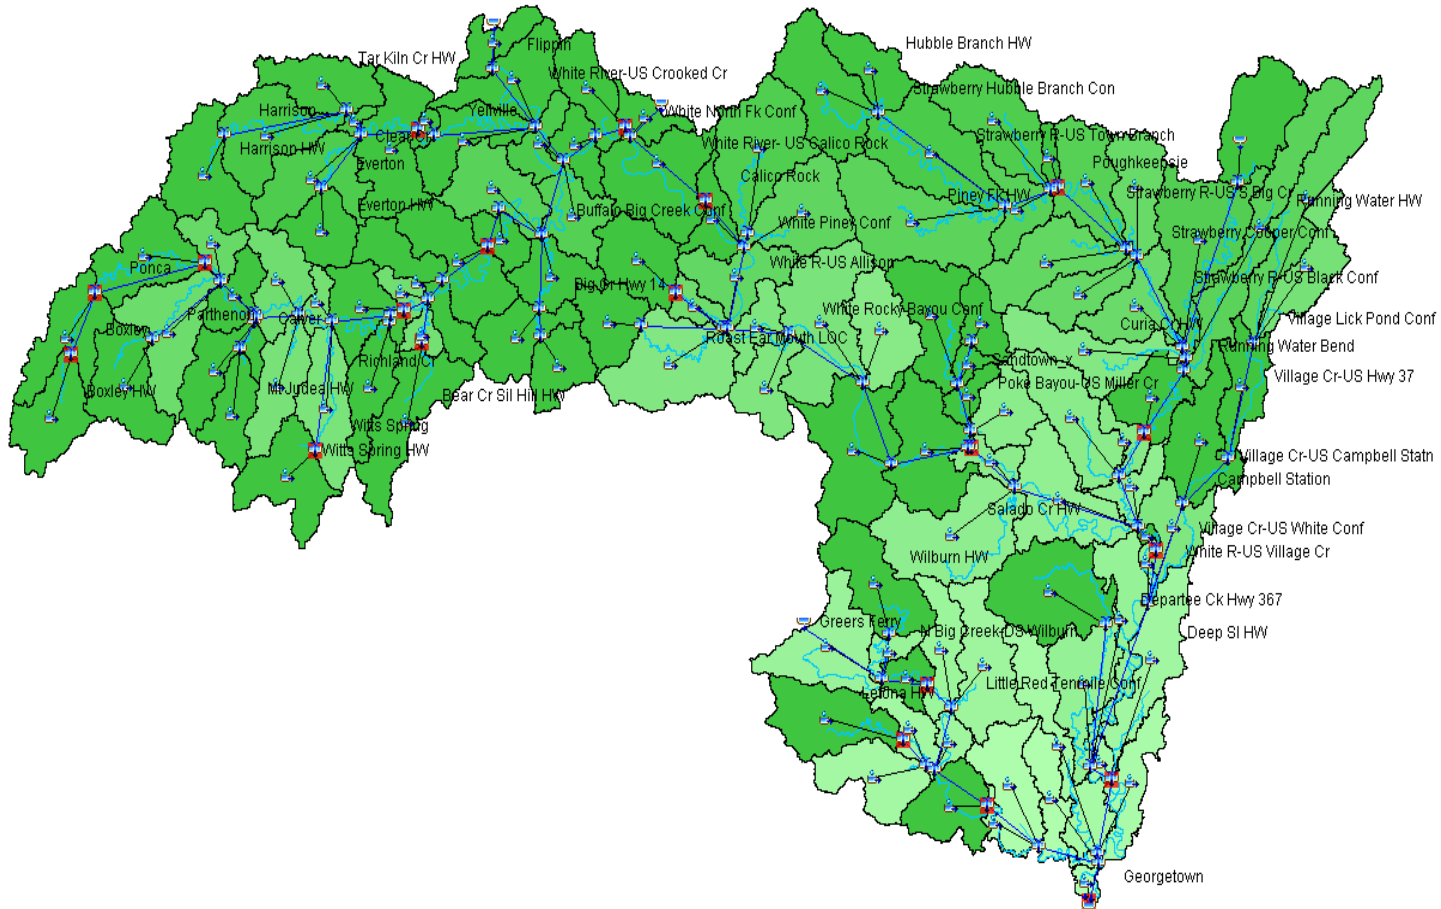 Hubble Branch HW
Flippin
Tar Kiln Cr HW
White River-US Crooked Cr
Strawberry Hubble Branch Con
Harrison
Yellville
White North Fk Conf
Strawberry R-US Town Branch
White River- US Calico Rock
Harrison HW
Everton
Poughkeepsie
Calico Rock
Piney Fk HW
Strawberry R-US S Big Cr
Running Water HW
Everton HW
Buffalo Big Creek Conf
White Piney Conf
Strawberry Cooper Conf
Ponca
White R-US Allison
Strawberry R-US Black Conf
Big Cr Hwy 14
White Rocky Bayou Conf
Parthenon
Carver
Village Lick Pond Conf
Curia Cr HW
Boxley
Roast Ear Mouth LOC
Running Water Bend
Richland Cr
Sandtown_x
Village Cr-US Hwy 37
Poke Bayou-US Miller Cr
Boxley HW
Mt Judea HW
Bear Cr Sil Hill HW
Witts Spring
Witts Spring HW
Village Cr-US Campbell Statn
Campbell Station
Salado Cr HW
Village Cr-US White Conf
Wilburn HW
White R-US Village Cr
Departee Ck Hwy 367
Greers Ferry
N Big Creek-DS Wilburn
Deep Sl HW
Little Red Tenmile Conf
Letona HW
Georgetown